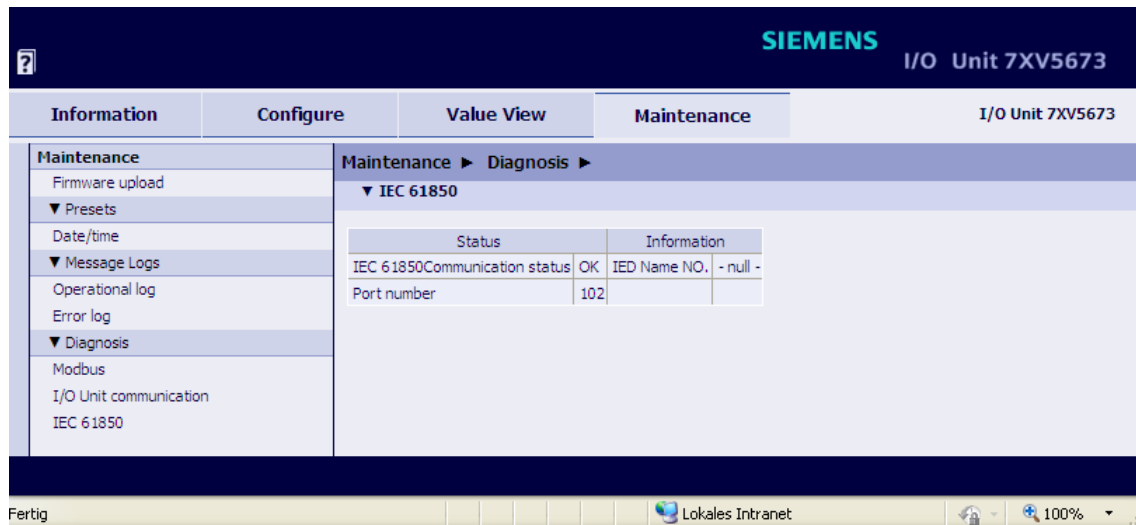 SIEMENS
? I/O Unit 7XV5673
Information Configure Value View Maintenance I/O Unit 7XV5673
Maintenance
Firmware upload
▼ Presets
Date/time
▼ Message Logs
Operational log
Error log
▼ Diagnosis
Modbus
I/O Unit communication
IEC 61850
Maintenance ► Diagnosis ►
▼ IEC 61850
Status Information
IEC 61850Communication status OK IED Name NO. - null -
Port number 102
Fertig Lokales Intranet 100%